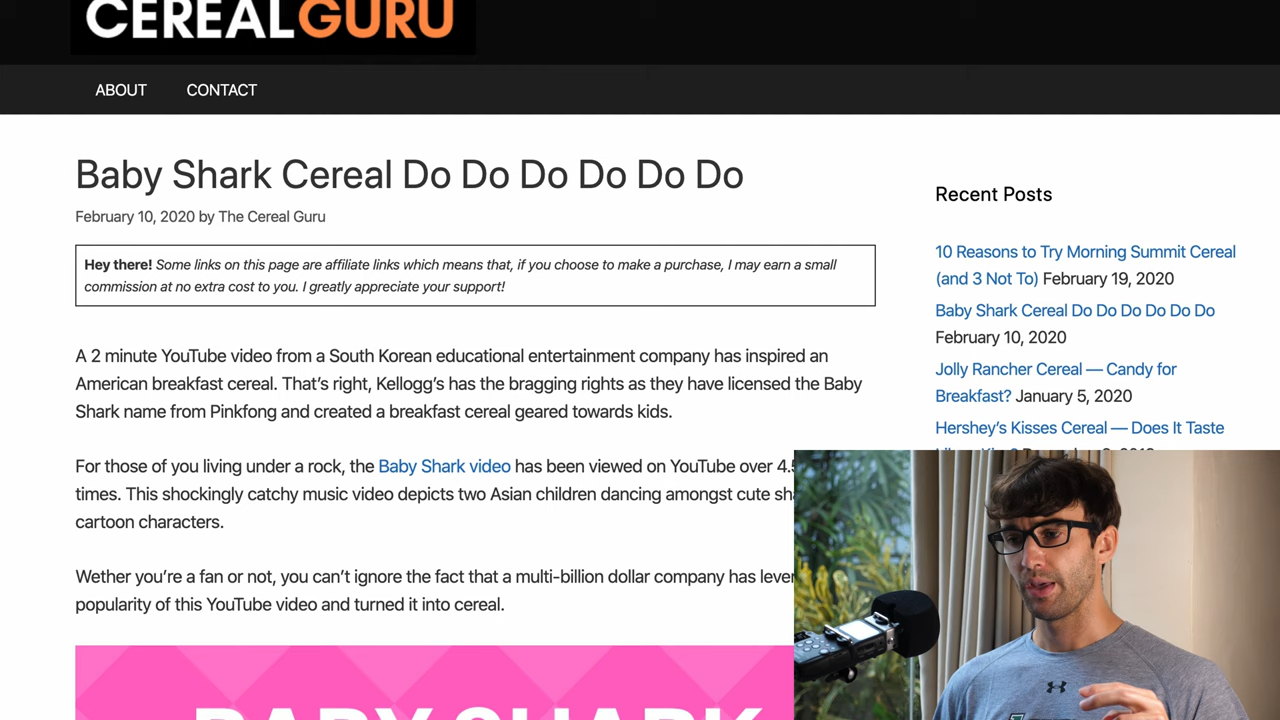 CEREALGURU
ABOUT
CONTACT
Baby Shark Cereal Do Do Do Do Do Do
February 10, 2020 by The Cereal Guru
Hey there! Some links on this page are affiliate links which means that, if you choose to make a purchase, I may earn a small
commission at no extra cost to you. I greatly appreciate your support!
A 2 minute YouTube video from a South Korean educational entertainment company has inspired an
American breakfast cereal. That's right, Kellogg's has the bragging rights as they have licensed the Baby
Shark name from Pinkfong and created a breakfast cereal geared towards kids.
For those of you living under a rock, the Baby Shark video has been viewed on YouTube over
times. This shockingly catchy music video depicts two Asian children dancing amongst cute
cartoon characters.
Wether you're a fan or not, you can't ignore the fact that a multi-billion dollar company has
popularity of this YouTube video and turned it into cereal.
BABY SHARK
Recent Posts
10 Reasons to Try Morning Summit Cereal
(and 3 Not To) February 19, 2020
Baby Shark Cereal Do Do Do Do Do Do
February 10, 2020
Jolly Rancher Cereal — Candy for
Breakfast? January 5, 2020
Hershey's Kisses Cereal — Does It Taste